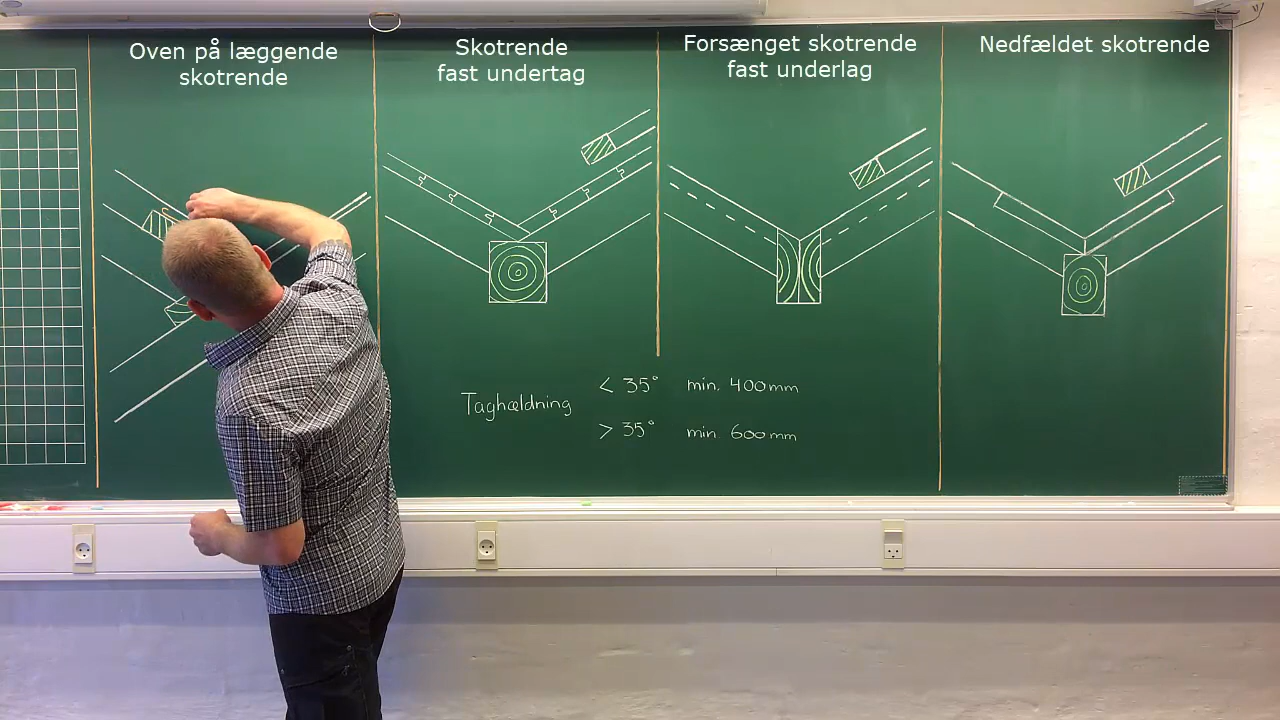 Oven på læggende
skotrende
Skotrende
fast undertag
Forsænget skotrende
fast underlag
Nedfældet skotrende
Taghældning
< 35° min. 400mm
> 35° min. 600mm